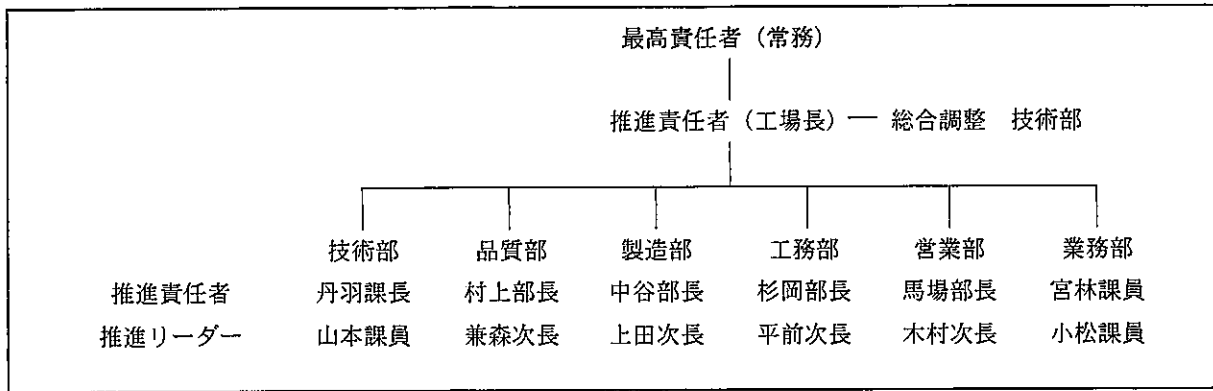 最高責任者（常務）
推進責任者（工場長）― 総合調整　技術部
技術部　品質部　製造部　工務部　営業部　業務部
推進責任者　丹羽課長　村上部長　中谷部長　杉岡部長　馬場部長　宮林課員
推進リーダー　山本課員　兼森次長　上田次長　平前次長　木村次長　小松課員